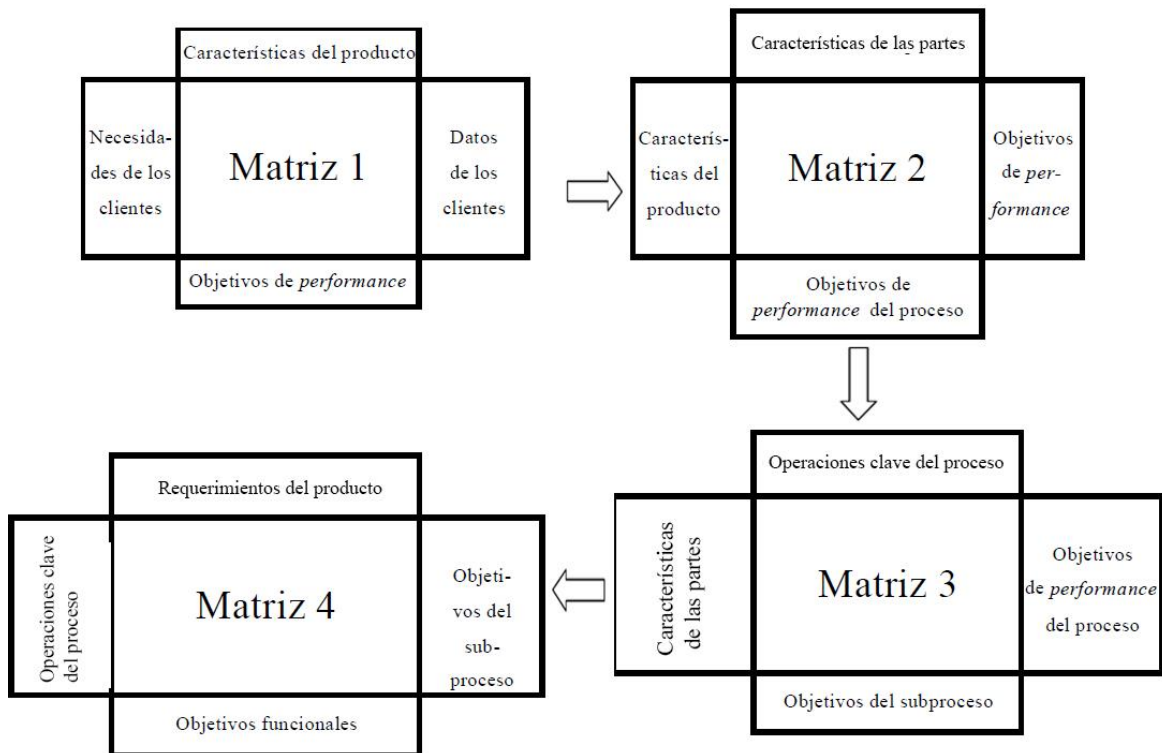 Características del producto
Necesida-
des de los
clientes
Matriz 1
Datos
de los
clientes
Objetivos de performance
Características de las partes
Caracterís-
ticas del
producto
Matriz 2
Objetivos
de per-
formance
Objetivos de
performance del proceso
Operaciones clave del proceso
Características
de las partes
Matriz 3
Objetivos
de performance
del proceso
Objetivos del subproceso
Requerimientos del producto
Operaciones clave
del proceso
Matriz 4
Objeti-
vos del
sub-
proceso
Objetivos funcionales